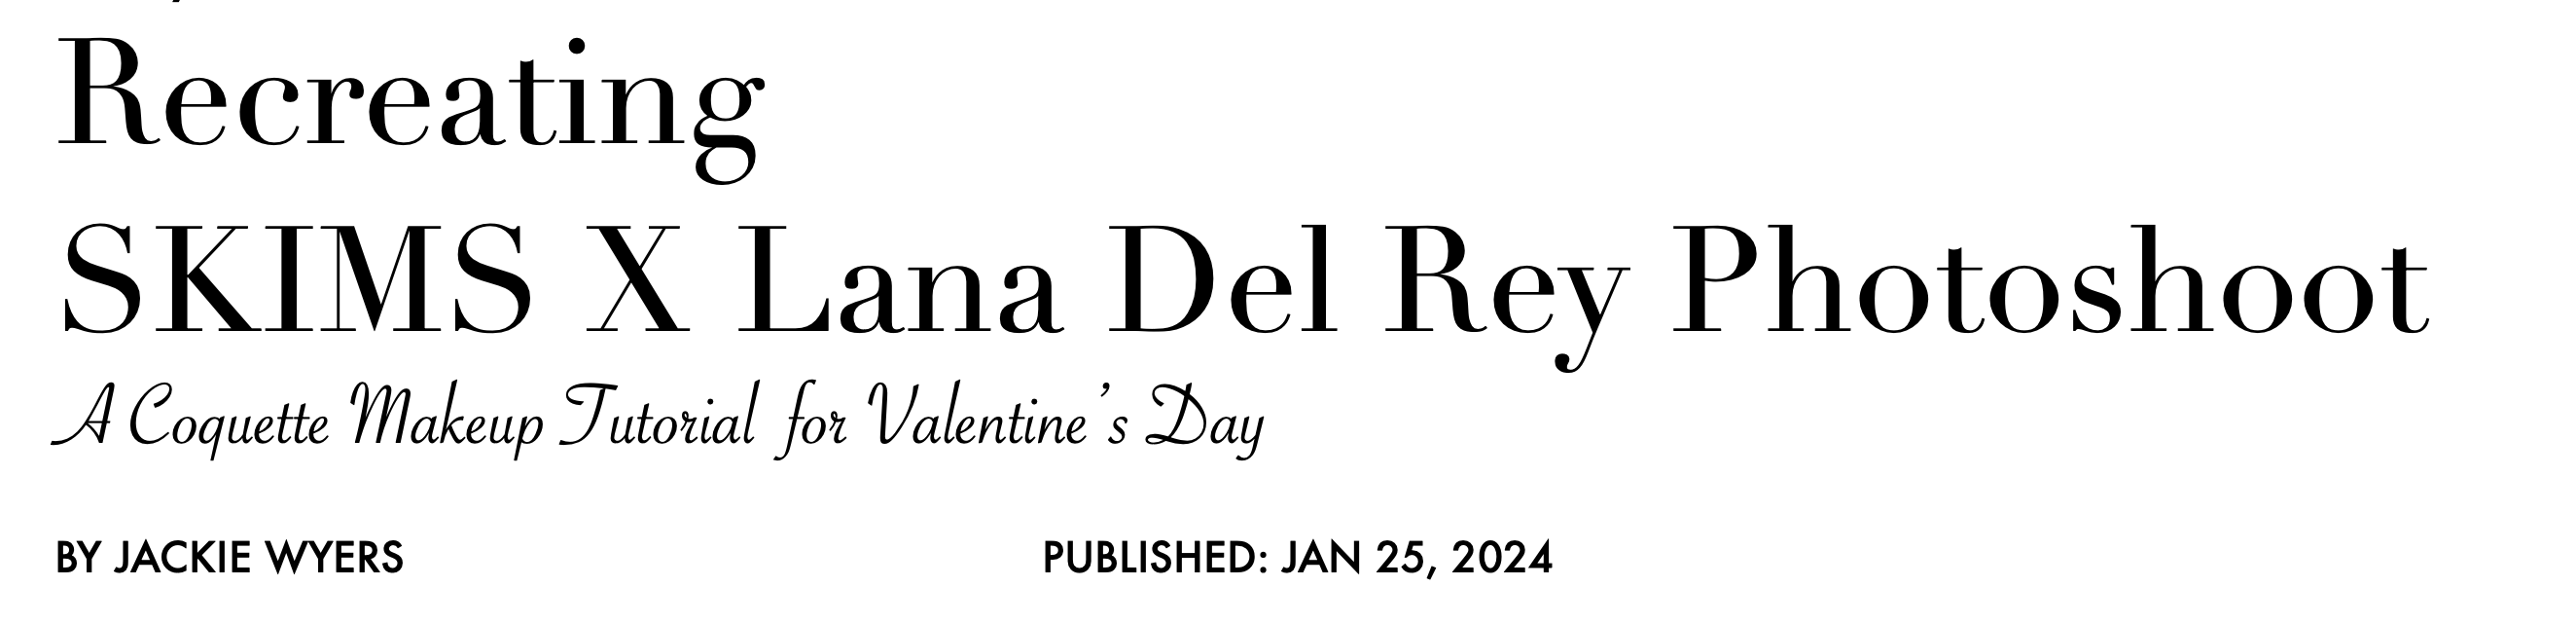 Recreating
SKIMS X Lana Del Rey Photoshoot
A Coquette Makeup Tutorial for Valentine's Day
BY JACKIE WYERS
PUBLISHED: JAN 25, 2024